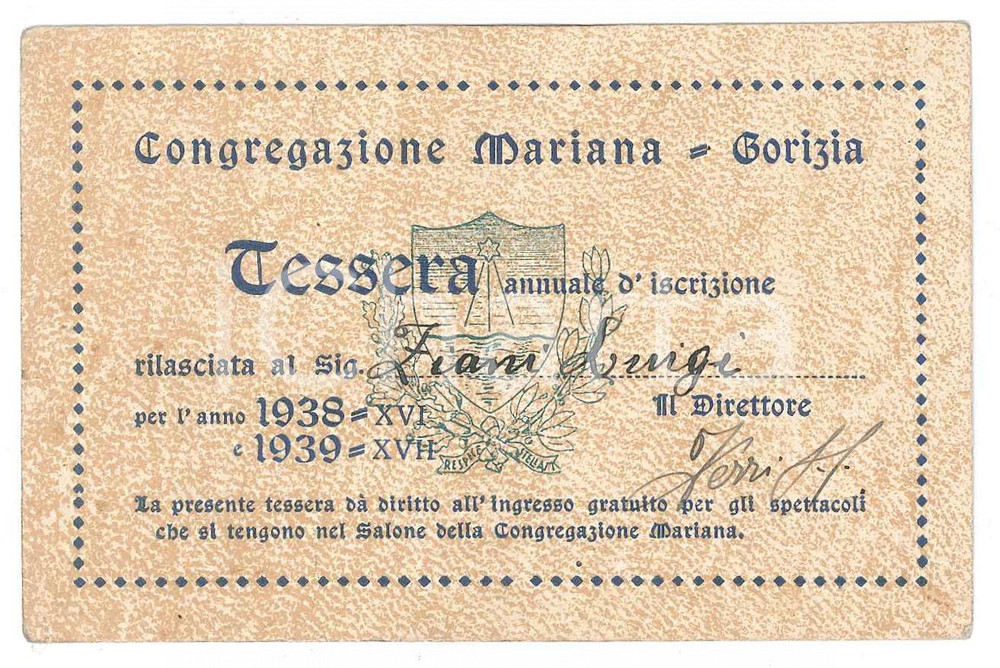 Congregazione Mariana = Gorizia
Tessera annuale d'iscrizione
rilasciata al Sig. Ziani Luigi
per l'anno 1938 = XVI
e 1939 = XVII
Il Direttore
RESPICE STELLAM
La presente tessera dà diritto all'ingresso gratuito per gli spettacoli
che si tengono nel Salone della Congregazione Mariana.